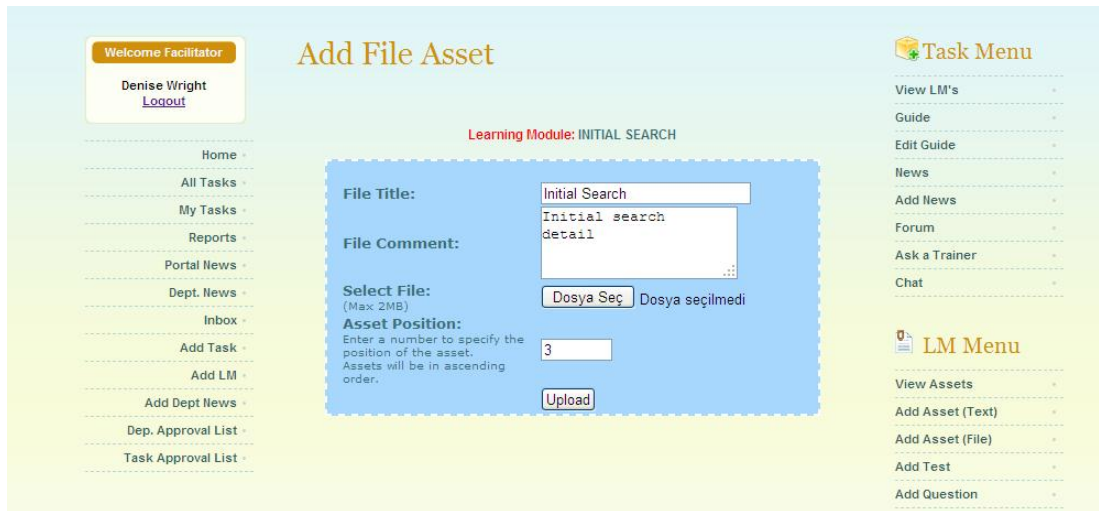 Welcome Facilitator
Denise Wright
Logout
Home
All Tasks
My Tasks
Reports
Portal News
Dept. News
Inbox
Add Task
Add LM
Add Dept News
Dep. Approval List
Task Approval List
Add File Asset
Learning Module: INITIAL SEARCH
File Title:
Initial Search
File Comment:
Initial search
detail
Select File:
(Max 2MB)
Dosya Seç Dosya seçilmedi
Asset Position:
Enter a number to specify the
position of the asset.
Assets will be in ascending
order.
3
Upload
Task Menu
View LM's
Guide
Edit Guide
News
Add News
Forum
Ask a Trainer
Chat
LM Menu
View Assets
Add Asset (Text)
Add Asset (File)
Add Test
Add Question